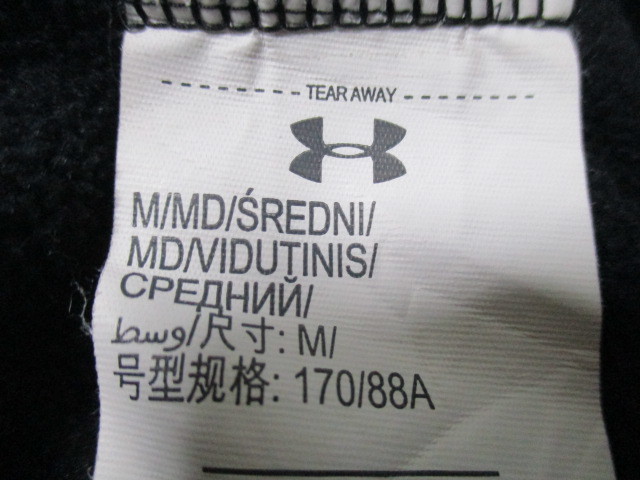 TEAR AWAY
M/MD/ŚREDNI/
MD/VIDUTINIS/
СРЕДНИЙ/
وسط/尺寸: M/
号型规格: 170/88A